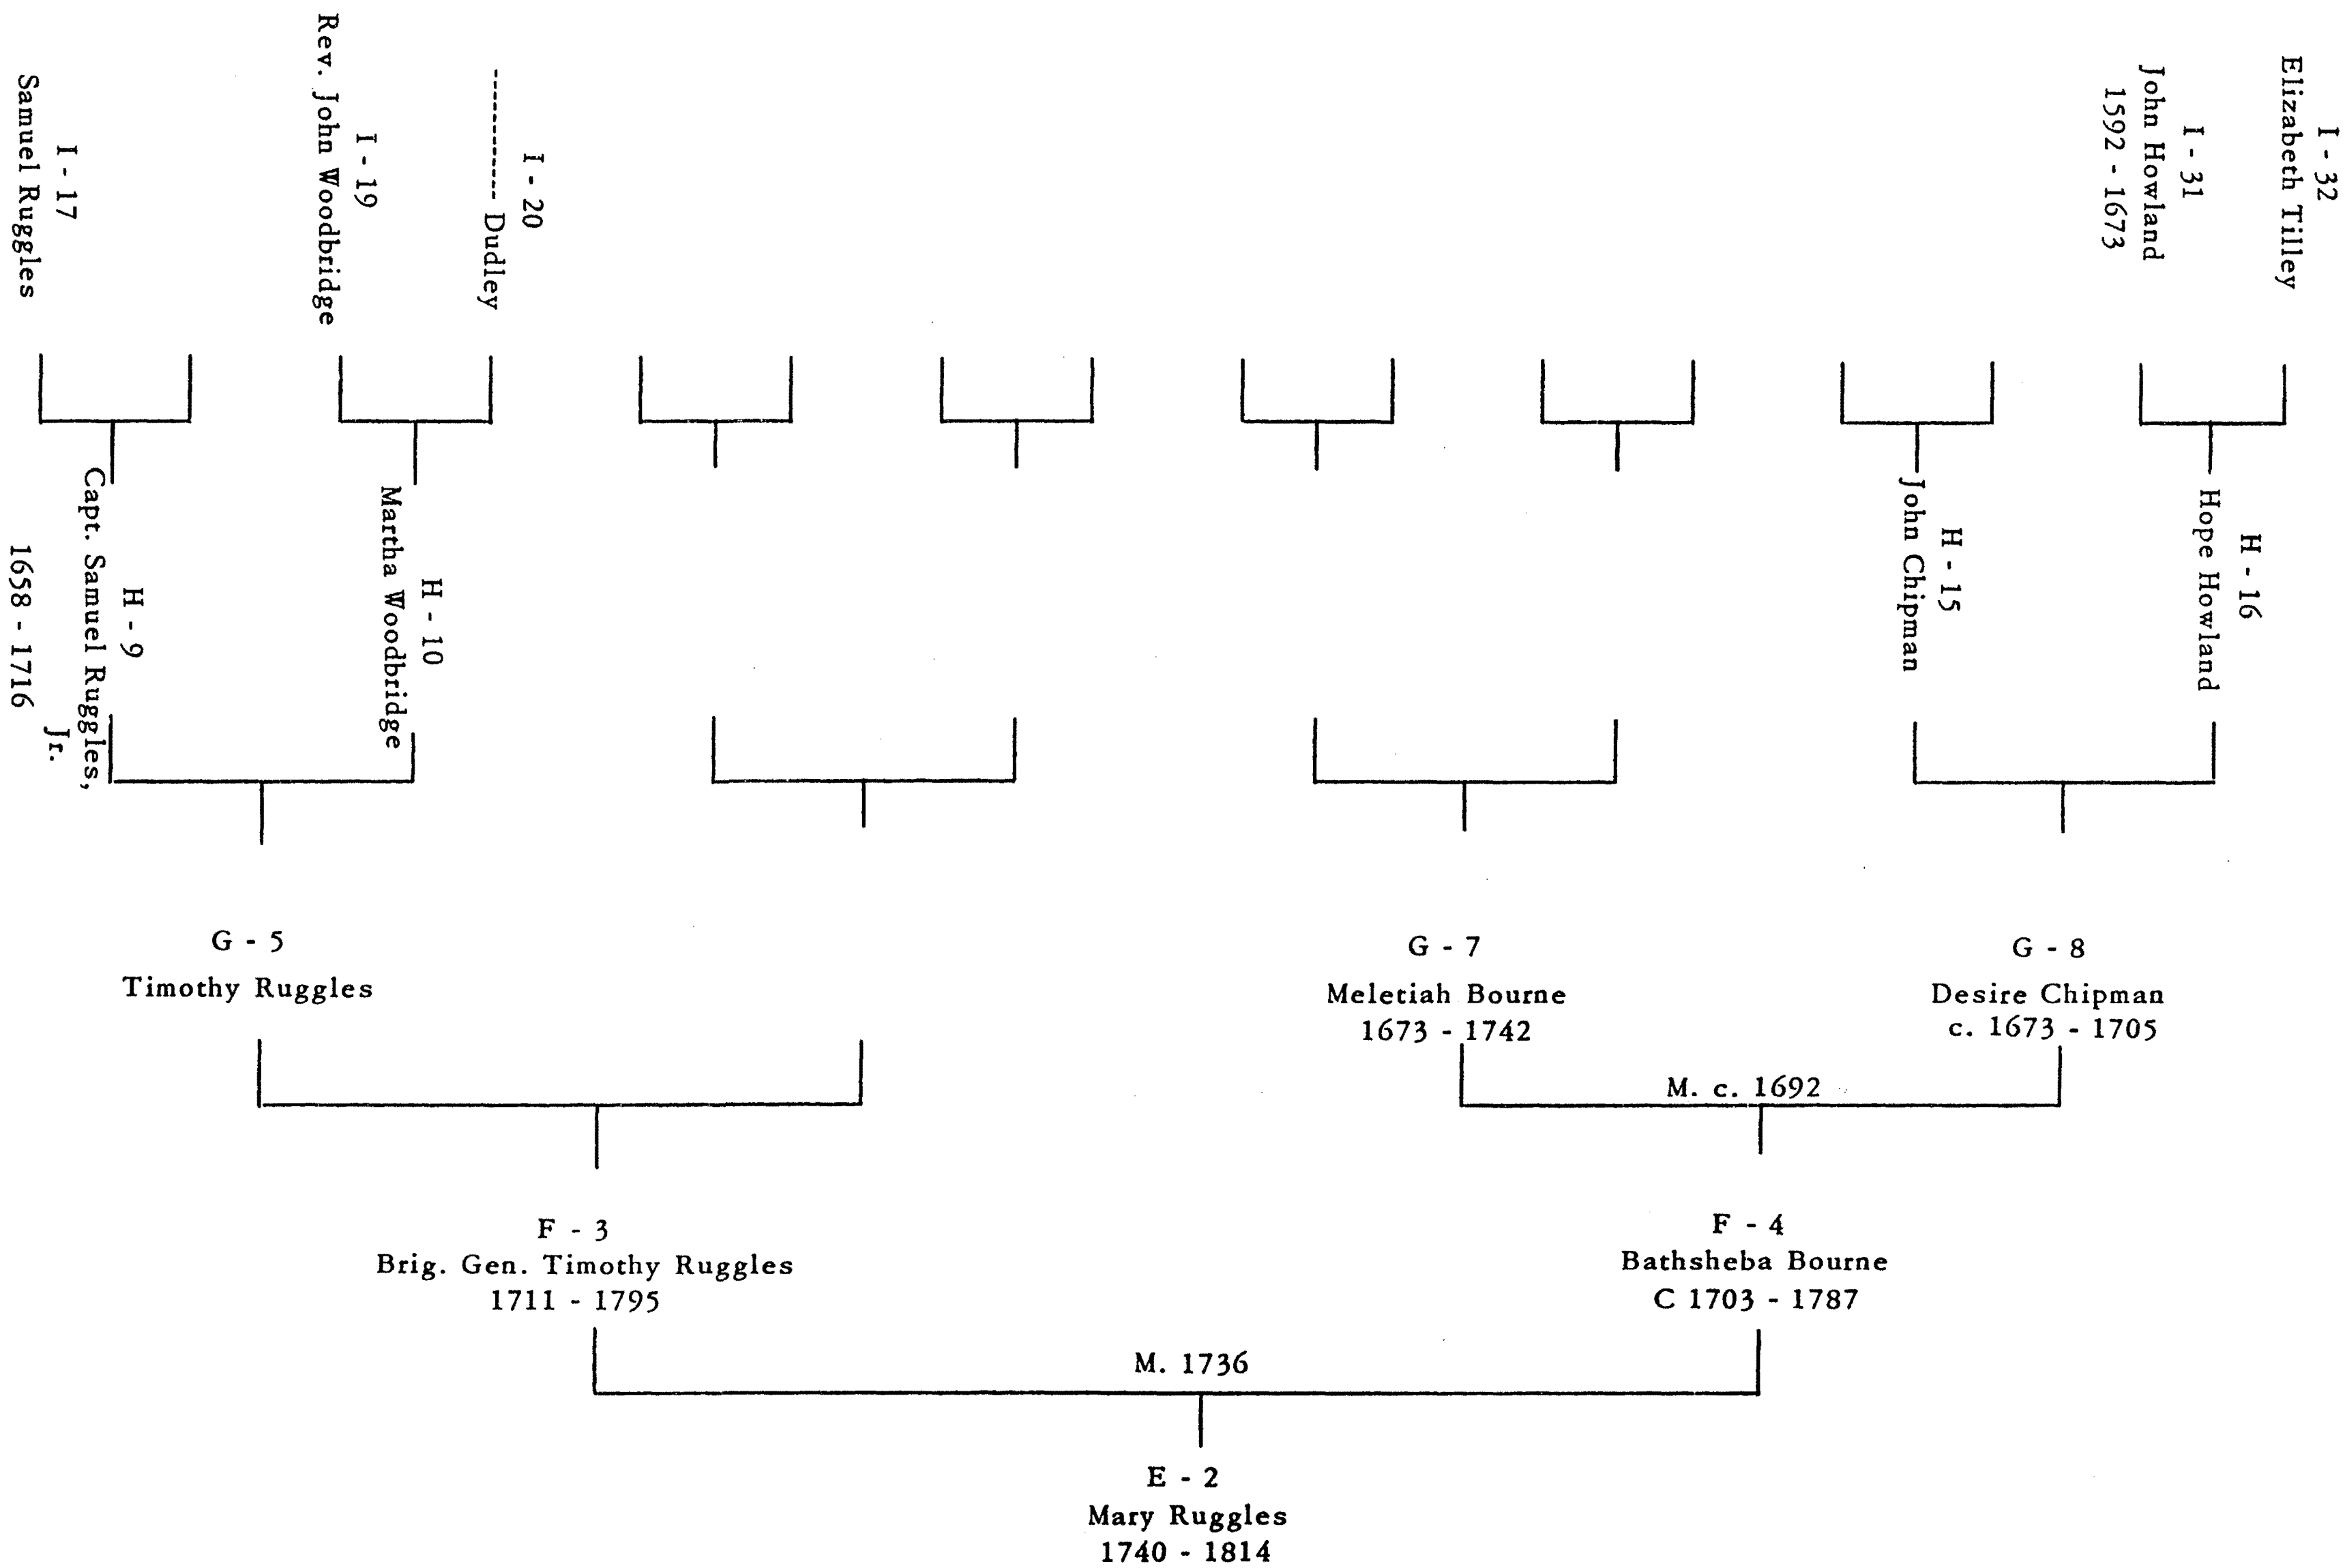 I - 17
Samuel Ruggles
I - 19
Rev. John Woodbridge
I - 20
----------- Dudley
I - 31
John Howland
1592 - 1673
I - 32
Elizabeth Tilley
H - 9
Capt. Samuel Ruggles,
Jr.
1658 - 1716
H - 10
Martha Woodbridge
H - 15
John Chipman
H - 16
Hope Howland
G - 5
Timothy Ruggles
G - 7
Meletiah Bourne
1673 - 1742
G - 8
Desire Chipman
c. 1673 - 1705
M. c. 1692
F - 3
Brig. Gen. Timothy Ruggles
1711 - 1795
F - 4
Bathsheba Bourne
C 1703 - 1787
M. 1736
E - 2
Mary Ruggles
1740 - 1814